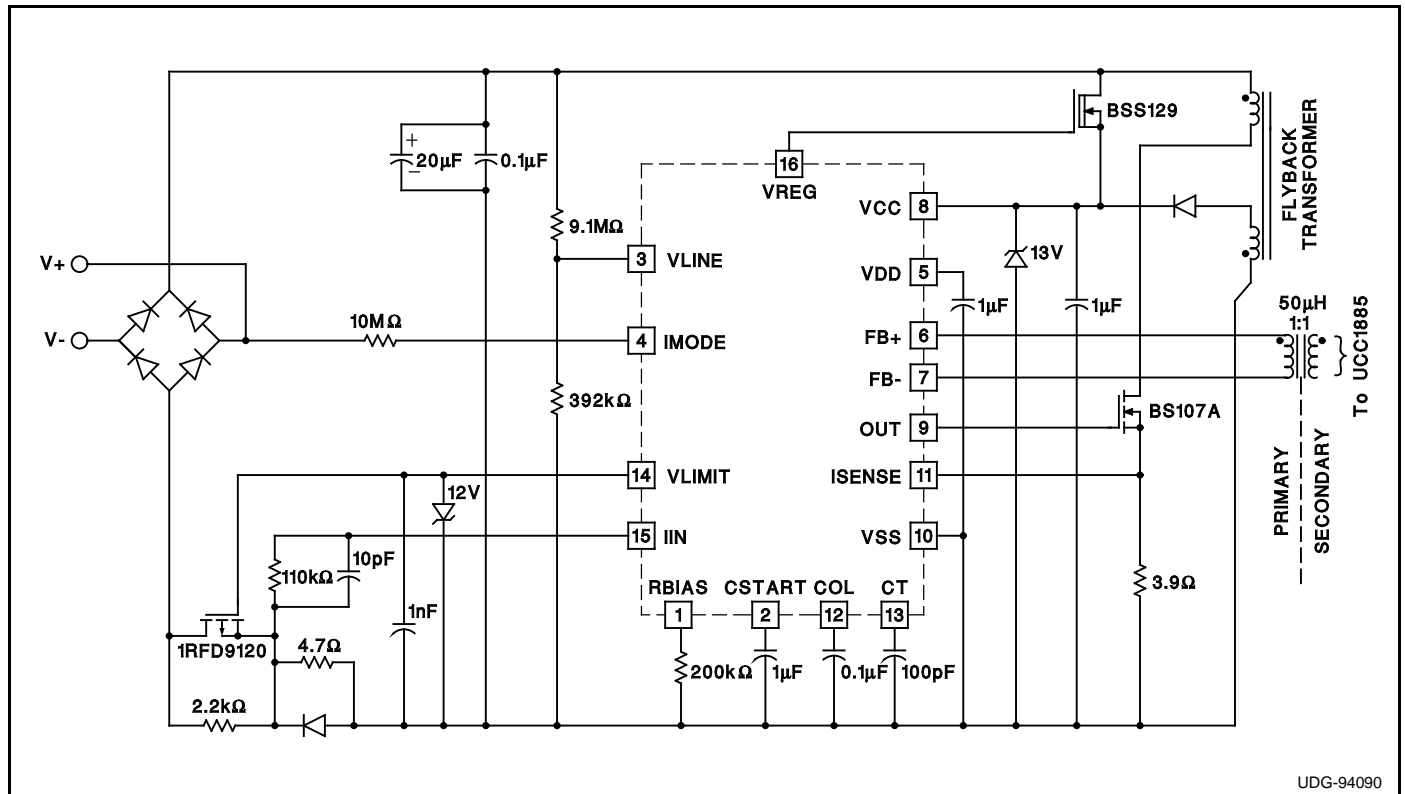 BSS129
FLYBACK
TRANSFORMER
+
20µF
−
0.1µF
16
VREG
VCC 8
9.1MΩ
V+
3 VLINE
13V
VDD 5
1µF
1µF
50µH
1:1
10MΩ
V-
4 IMODE
FB+ 6
To UCC1885
FB- 7
392kΩ
BS107A
OUT 9
14 VLIMIT
ISENSE 11
12V
PRIMARY
SECONDARY
15 IIN
VSS 10
10pF
110kΩ
3.9Ω
RBIAS CSTART COL CT
1 2 12 13
1nF
1RFD9120
4.7Ω
200kΩ 1µF 0.1µF 100pF
2.2kΩ
UDG-94090